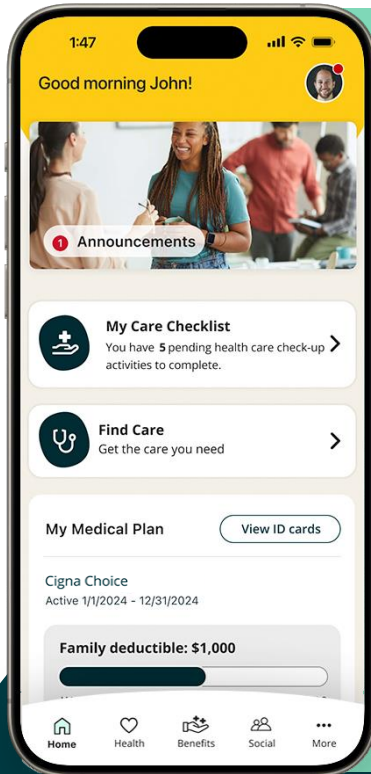 1:47
Good morning John!
1 Announcements
My Care Checklist
You have 5 pending health care check-up
activities to complete.
Find Care
Get the care you need
My Medical Plan
View ID cards
Cigna Choice
Active 1/1/2024 - 12/31/2024
Family deductible: $1,000
Home
Health
Benefits
Social
More